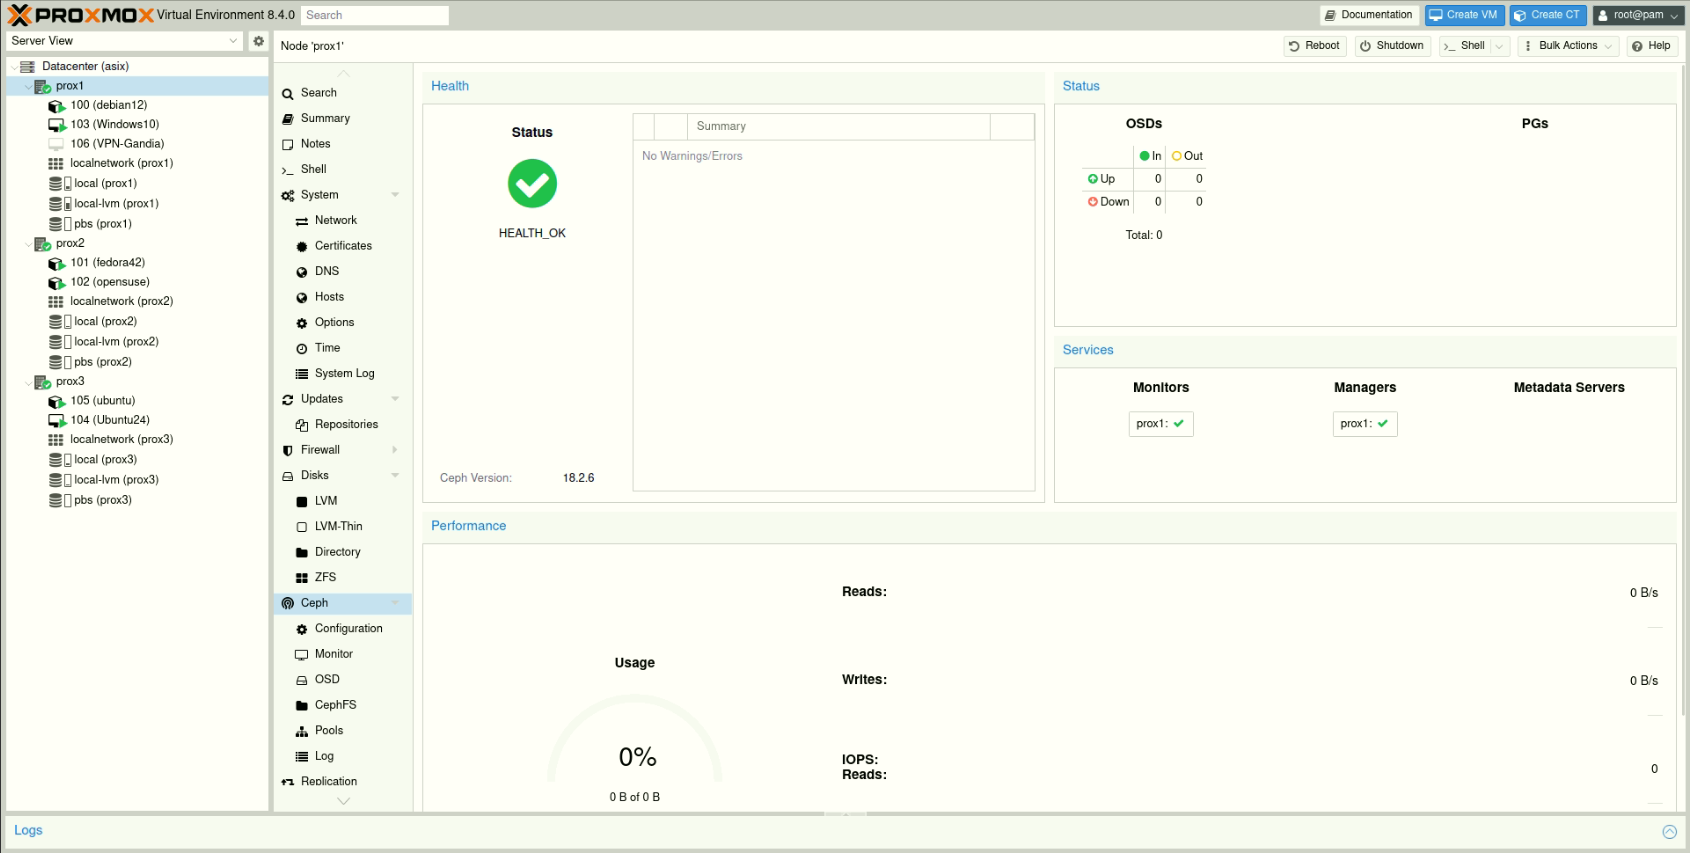 PROXMOX Virtual Environment 8.4.0 Search
Documentation Create VM Create CT root@pam
Server View
Node 'prox1'
Reboot Shutdown >_ Shell Bulk Actions Help
Datacenter (asix)
prox1
100 (debian12)
103 (Windows10)
106 (VPN-Gandia)
localnetwork (prox1)
local (prox1)
local-lvm (prox1)
pbs (prox1)
prox2
101 (fedora42)
102 (opensuse)
localnetwork (prox2)
local (prox2)
local-lvm (prox2)
pbs (prox2)
prox3
105 (ubuntu)
104 (Ubuntu24)
localnetwork (prox3)
local (prox3)
local-lvm (prox3)
pbs (prox3)
Search
Summary
Notes
>_ Shell
System
Network
Certificates
DNS
Hosts
Options
Time
System Log
Updates
Repositories
Firewall
Disks
LVM
LVM-Thin
Directory
ZFS
Ceph
Configuration
Monitor
OSD
CephFS
Pools
Log
Replication
Health
Status
HEALTH_OK
Summary
No Warnings/Errors
Ceph Version: 18.2.6
Status
OSDs
In Out
Up 0 0
Down 0 0
Total: 0
PGs
Services
Monitors Managers Metadata Servers
prox1: prox1:
Performance
Usage
0%
0 B of 0 B
Reads: 0 B/s
Writes: 0 B/s
IOPS:
Reads: 0
Logs